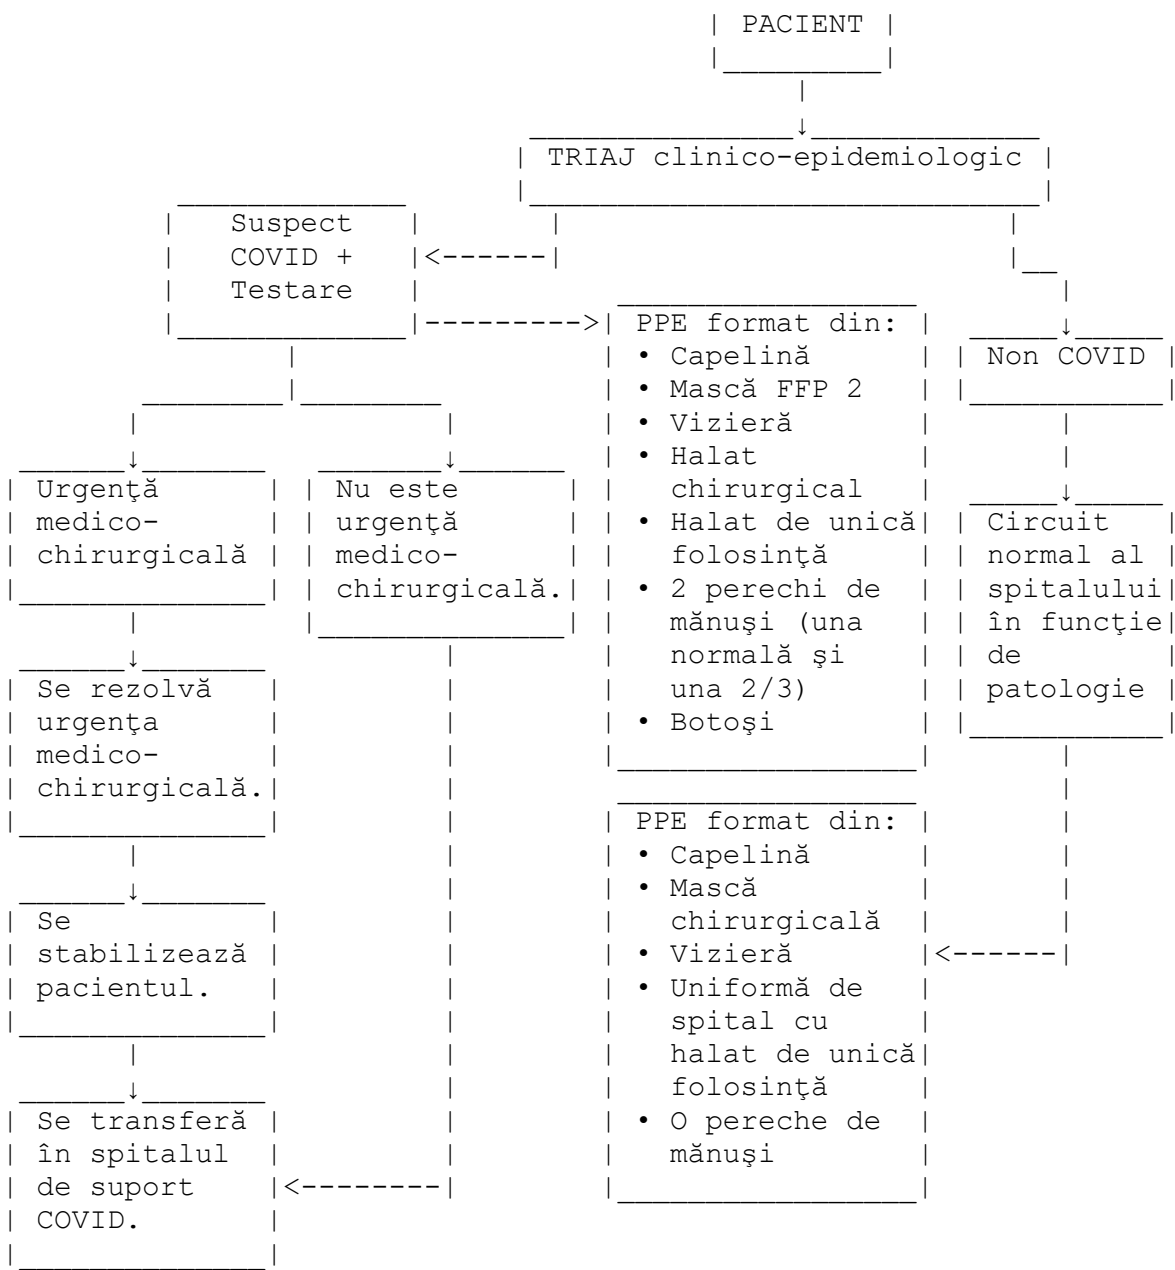 PACIENT
TRIAJ clinico-epidemiologic
Suspect
COVID +
Testare
Urgenţă
medico-
chirurgicală
Se rezolvă
urgenţa
medico-
chirurgicală.
Se
stabilizează
pacientul.
Se transferă
în spitalul
de suport
COVID.
Nu este
urgenţă
medico-
chirurgicală.
PPE format din:
• Capelină
• Mască FFP 2
• Vizieră
• Halat
chirurgical
• Halat de unică
folosinţă
• 2 perechi de
mănuşi (una
normală şi
una 2/3)
• Botoşi
Non COVID
Circuit
normal al
spitalului
în funcţie
de
patologie
PPE format din:
• Capelină
• Mască
chirurgicală
• Vizieră
• Uniformă de
spital cu
halat de unică
folosinţă
• O pereche de
mănuşi